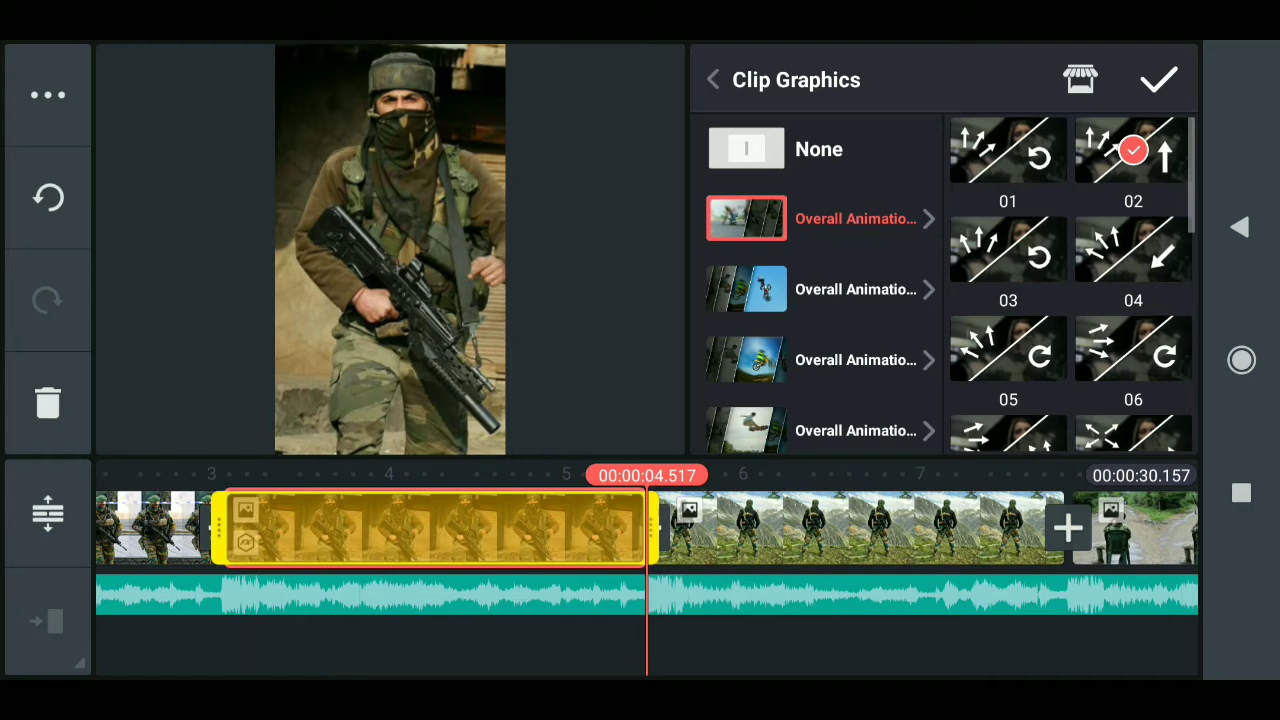 Clip Graphics
None
Overall Animatio...
Overall Animatio...
Overall Animatio...
Overall Animatio...
01
02
03
04
05
06
3
4
5
00:00:04.517
6
7
00:00:30.157